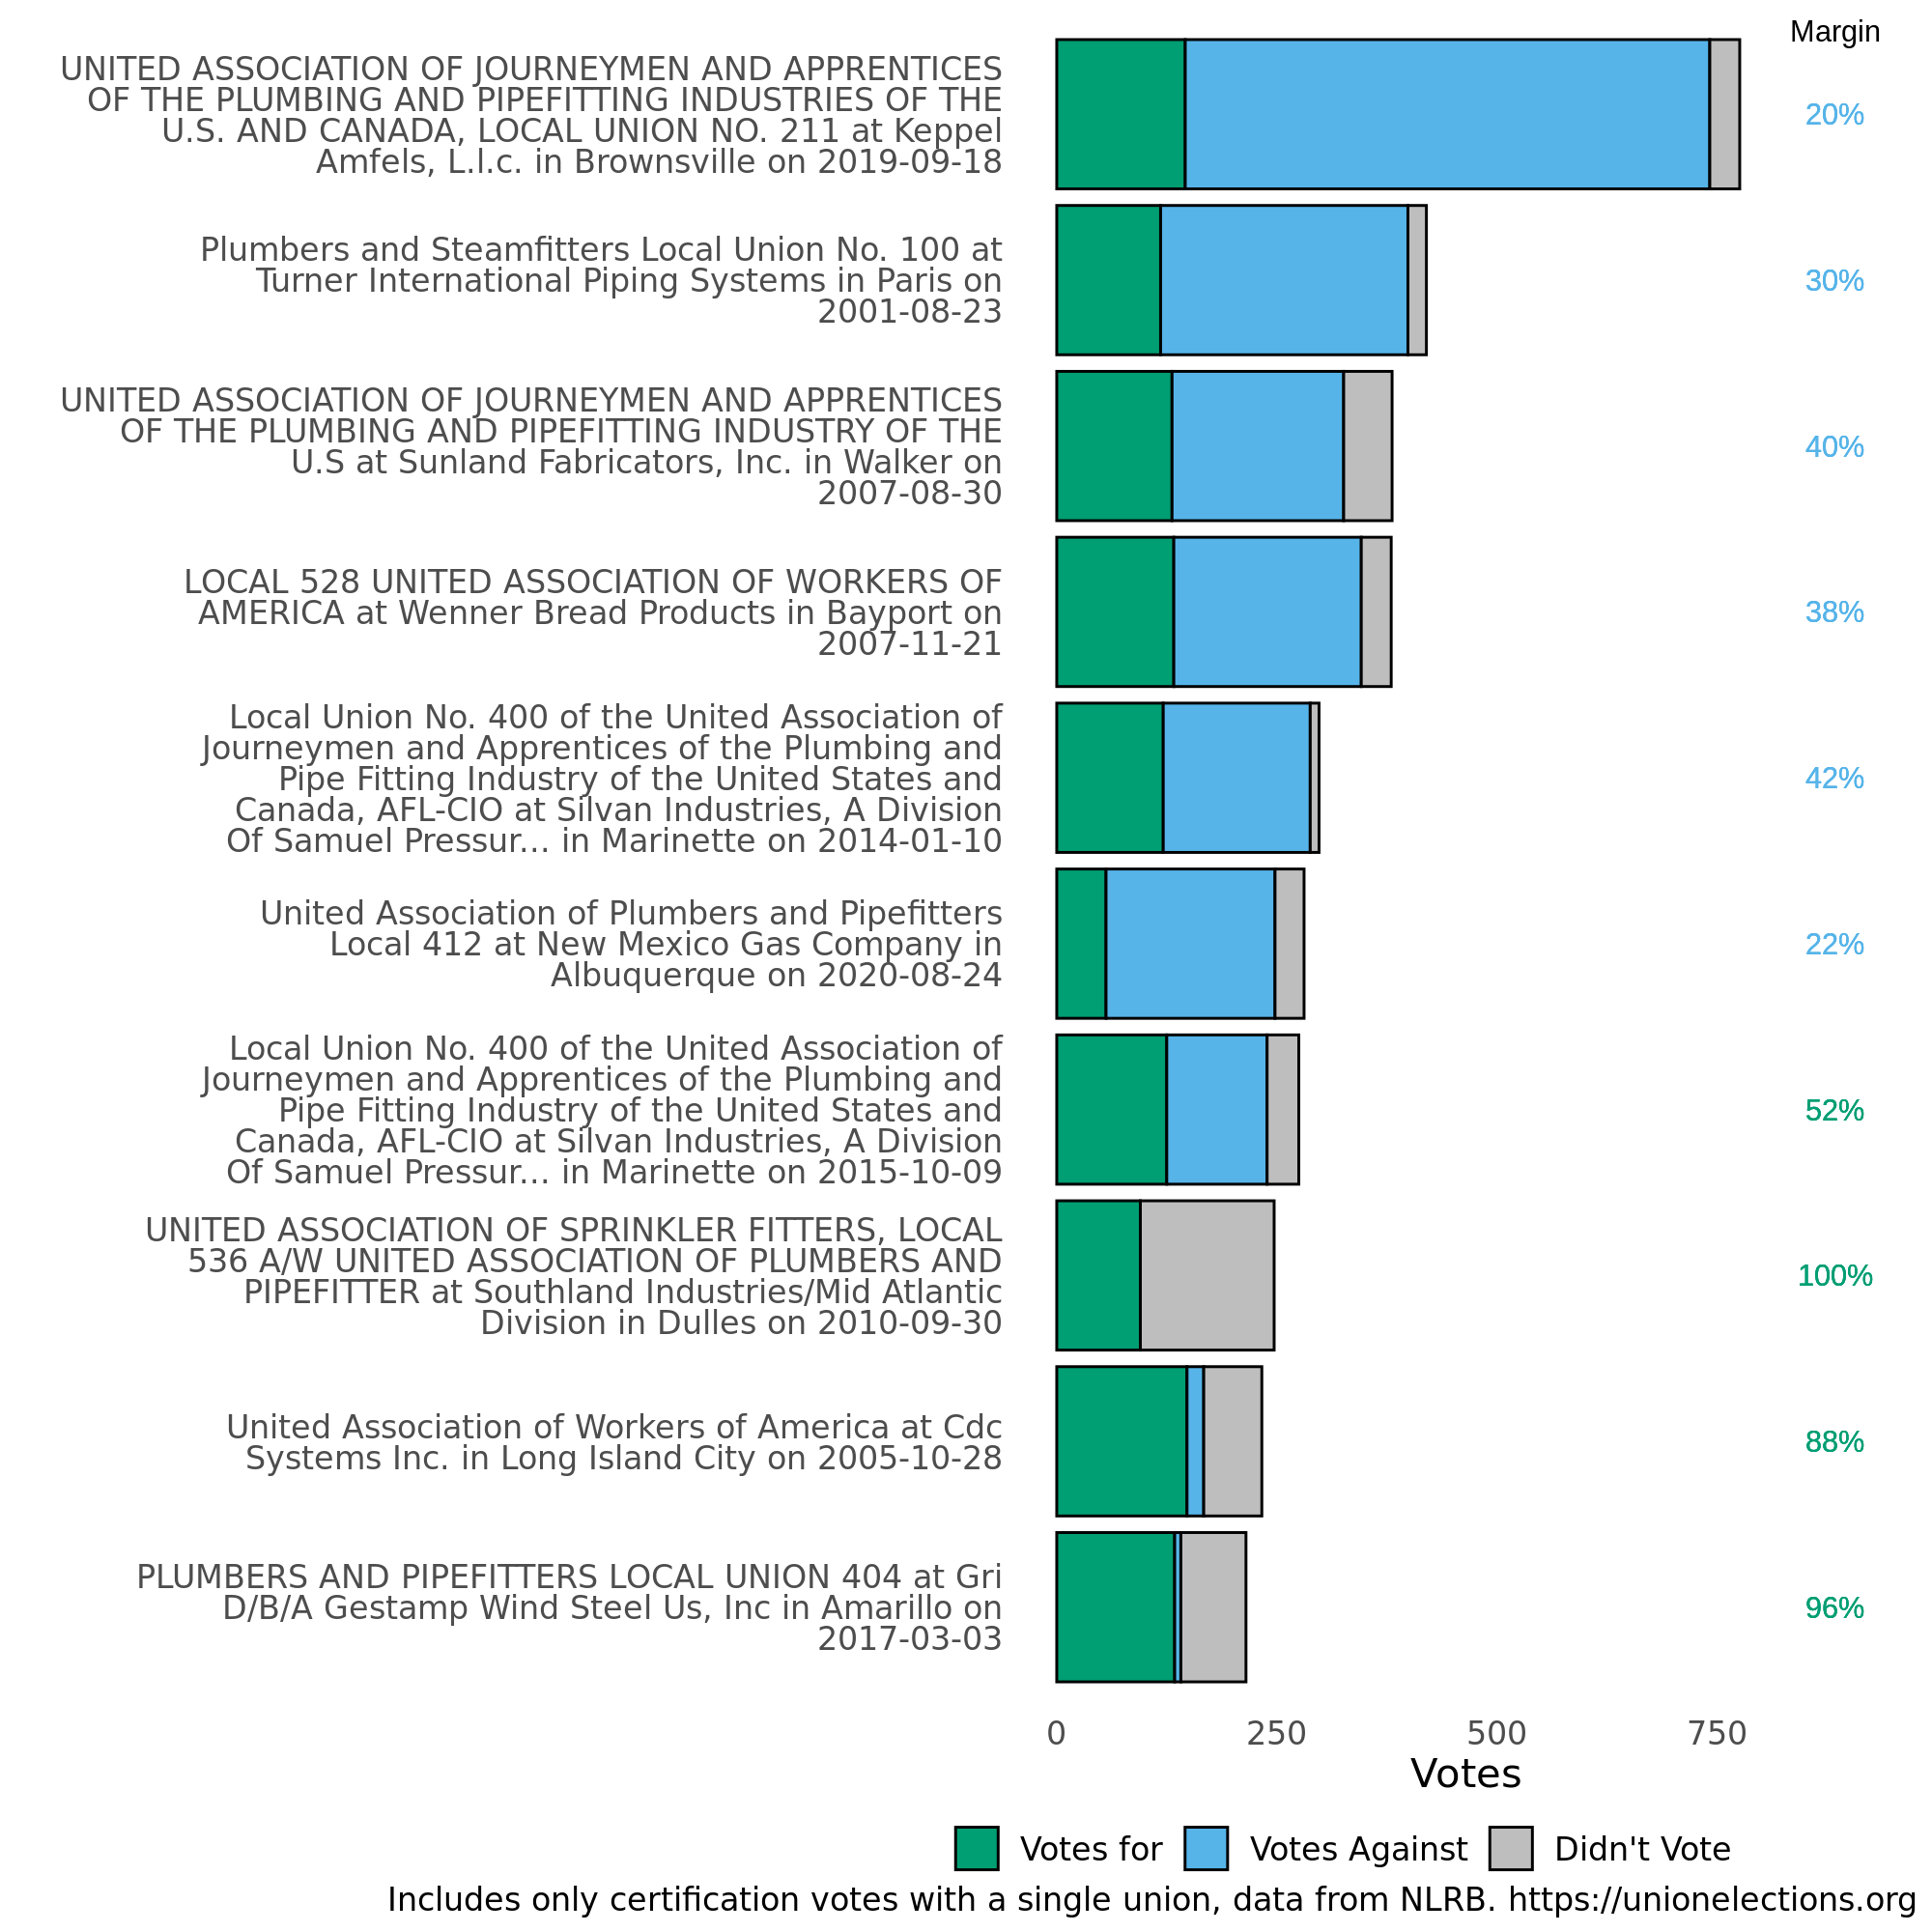 Margin
UNITED ASSOCIATION OF JOURNEYMEN AND APPRENTICES
OF THE PLUMBING AND PIPEFITTING INDUSTRIES OF THE
U.S. AND CANADA, LOCAL UNION NO. 211 at Keppel
Amfels, L.l.c. in Brownsville on 2019-09-18
20%
Plumbers and Steamfitters Local Union No. 100 at
Turner International Piping Systems in Paris on
2001-08-23
30%
UNITED ASSOCIATION OF JOURNEYMEN AND APPRENTICES
OF THE PLUMBING AND PIPEFITTING INDUSTRY OF THE
U.S at Sunland Fabricators, Inc. in Walker on
2007-08-30
40%
LOCAL 528 UNITED ASSOCIATION OF WORKERS OF
AMERICA at Wenner Bread Products in Bayport on
2007-11-21
38%
Local Union No. 400 of the United Association of
Journeymen and Apprentices of the Plumbing and
Pipe Fitting Industry of the United States and
Canada, AFL-CIO at Silvan Industries, A Division
Of Samuel Pressur... in Marinette on 2014-01-10
42%
United Association of Plumbers and Pipefitters
Local 412 at New Mexico Gas Company in
Albuquerque on 2020-08-24
22%
Local Union No. 400 of the United Association of
Journeymen and Apprentices of the Plumbing and
Pipe Fitting Industry of the United States and
Canada, AFL-CIO at Silvan Industries, A Division
Of Samuel Pressur... in Marinette on 2015-10-09
52%
UNITED ASSOCIATION OF SPRINKLER FITTERS, LOCAL
536 A/W UNITED ASSOCIATION OF PLUMBERS AND
PIPEFITTER at Southland Industries/Mid Atlantic
Division in Dulles on 2010-09-30
100%
United Association of Workers of America at Cdc
Systems Inc. in Long Island City on 2005-10-28
88%
PLUMBERS AND PIPEFITTERS LOCAL UNION 404 at Gri
D/B/A Gestamp Wind Steel Us, Inc in Amarillo on
2017-03-03
96%
0 250 500 750
Votes
Votes for Votes Against Didn't Vote
Includes only certification votes with a single union, data from NLRB. https://unionelections.org